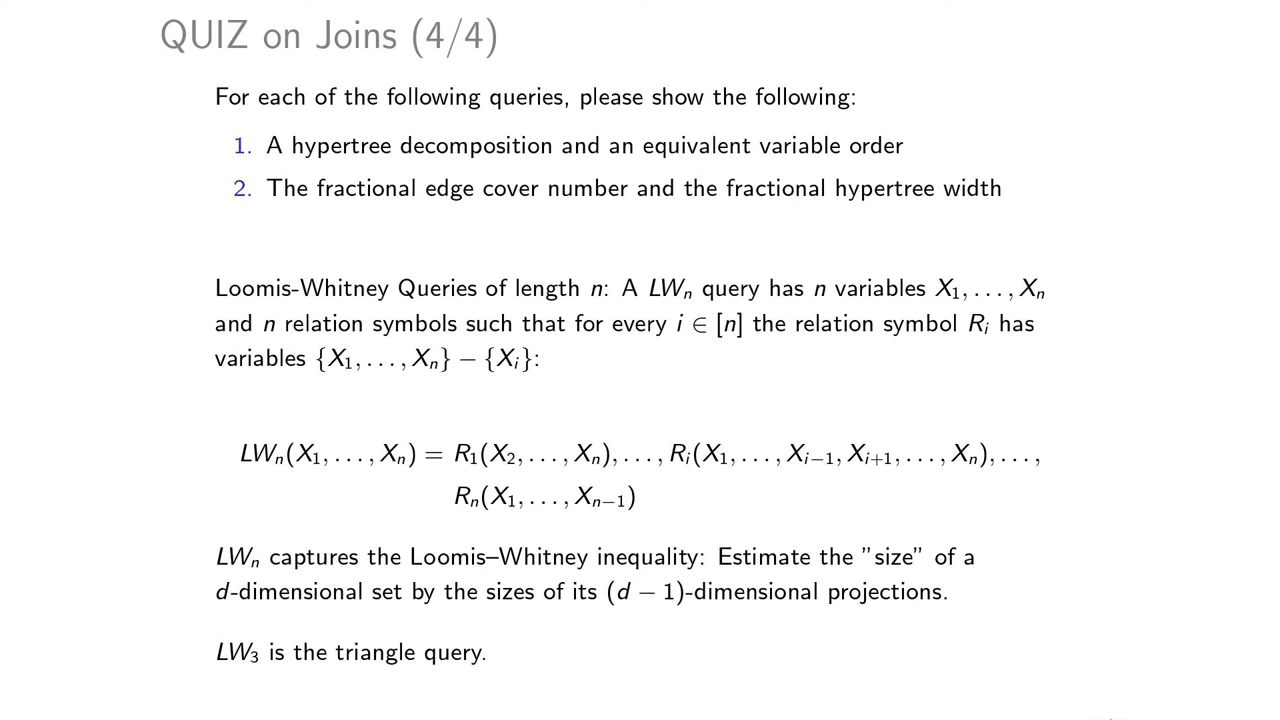 QUIZ on Joins (4/4)
For each of the following queries, please show the following:
1. A hypertree decomposition and an equivalent variable order
2. The fractional edge cover number and the fractional hypertree width
Loomis-Whitney Queries of length n: A LWₙ query has n variables X₁, . . . , Xₙ
and n relation symbols such that for every i ∈ [n] the relation symbol Rᵢ has
variables {X₁, . . . , Xₙ} − {Xᵢ}:
LWₙ(X₁, . . . , Xₙ) = R₁(X₂, . . . , Xₙ), . . . , Rᵢ(X₁, . . . , Xᵢ₋₁, Xᵢ₊₁, . . . , Xₙ), . . . ,
Rₙ(X₁, . . . , Xₙ₋₁)
LWₙ captures the Loomis–Whitney inequality: Estimate the ”size” of a
d-dimensional set by the sizes of its (d − 1)-dimensional projections.
LW₃ is the triangle query.